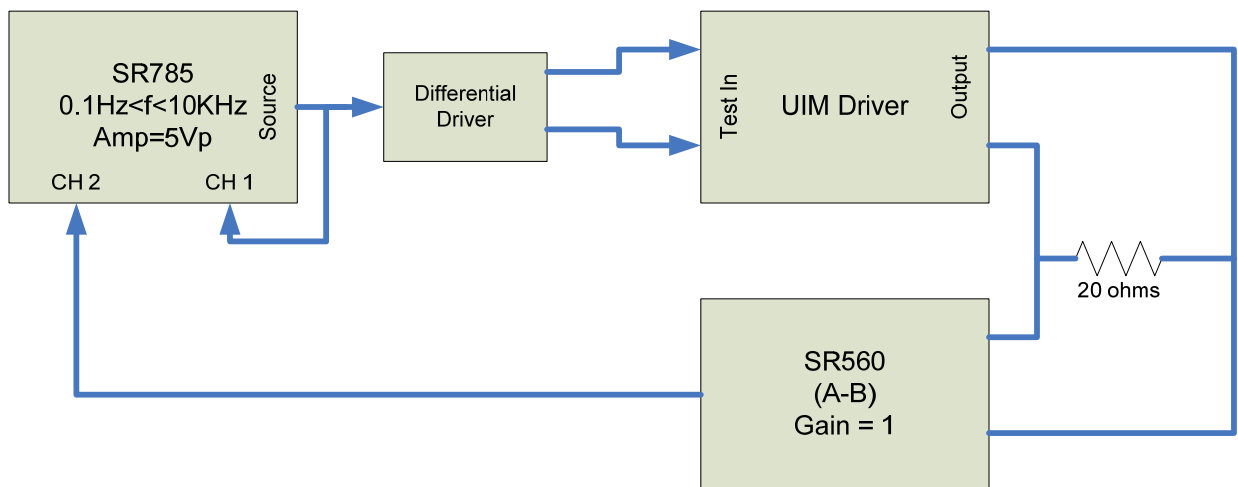 SR785
0.1Hz<f<10KHz
Amp=5Vp
Source
CH 2
CH 1
Differential
Driver
Test In
UIM Driver
Output
20 ohms
SR560
(A-B)
Gain = 1